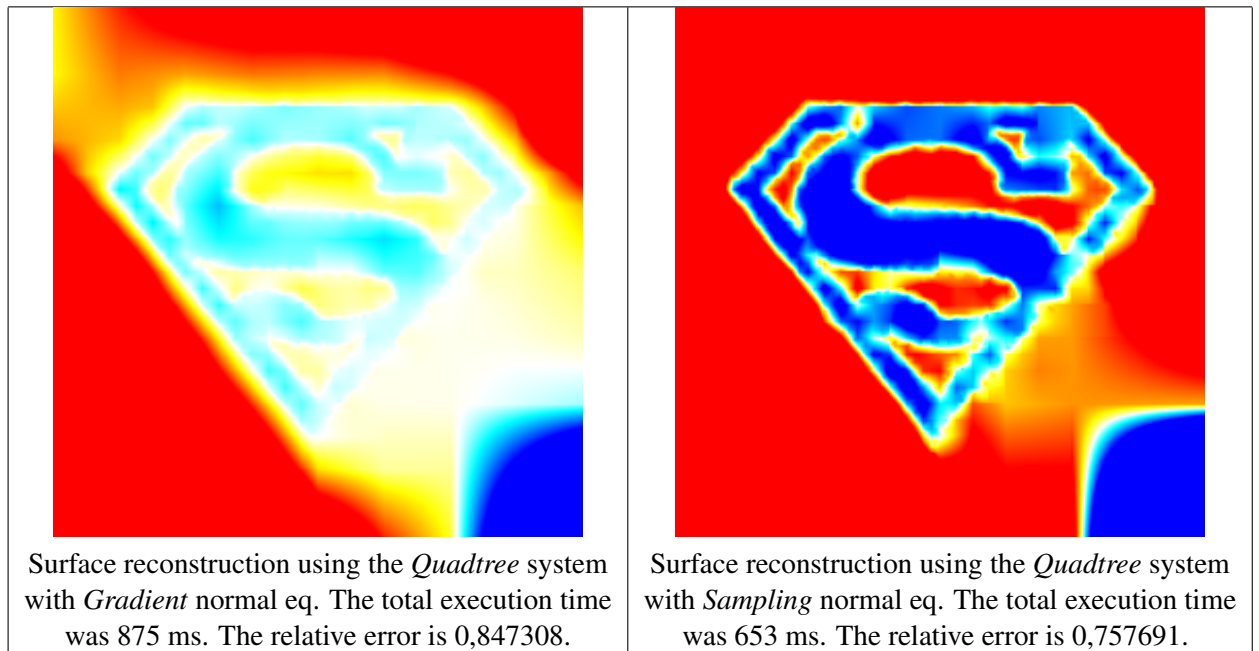 Surface reconstruction using the Quadtree system
with Gradient normal eq. The total execution time
was 875 ms. The relative error is 0,847308.
Surface reconstruction using the Quadtree system
with Sampling normal eq. The total execution time
was 653 ms. The relative error is 0,757691.